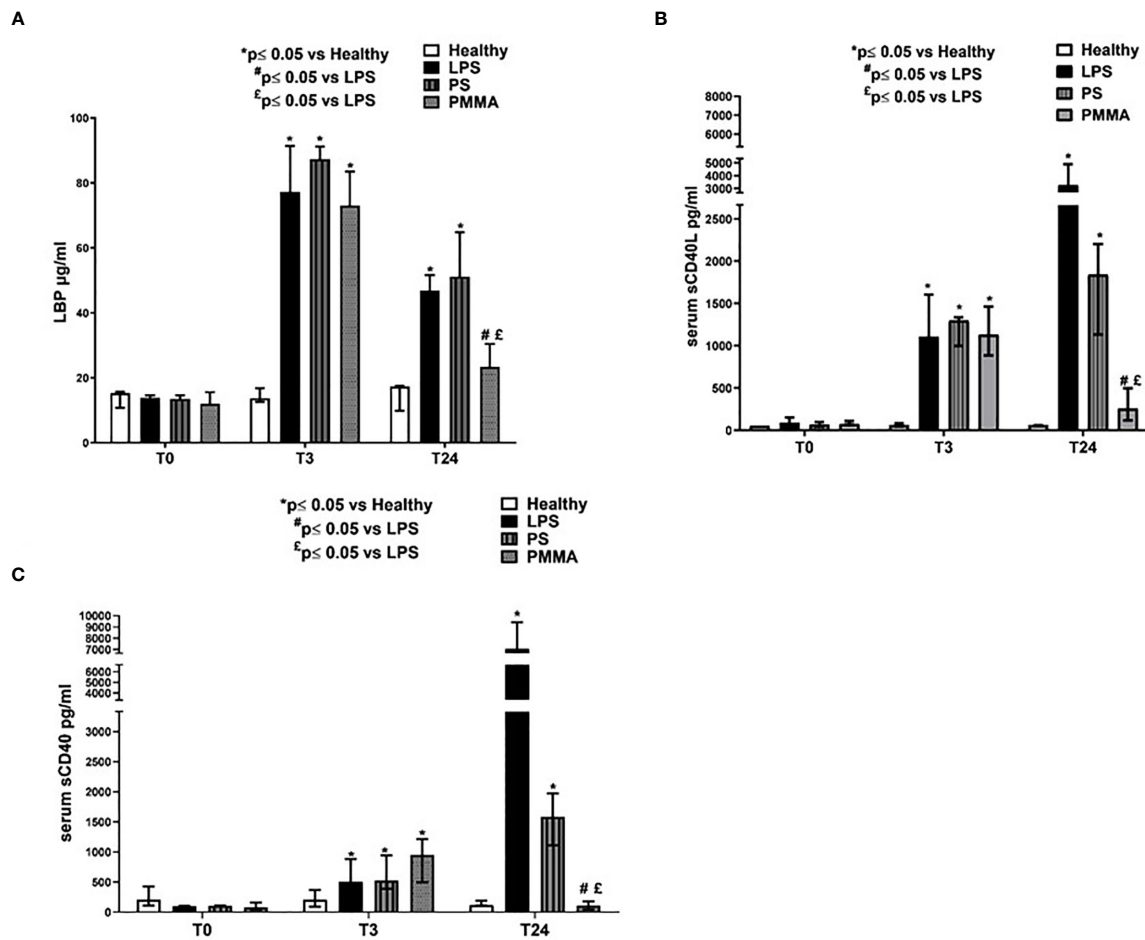 A
*p≤ 0.05 vs Healthy
#p≤ 0.05 vs LPS
£p≤ 0.05 vs LPS
Healthy
LPS
PS
PMMA
LBP µg/ml
100
80
60
40
20
0
* * *
* *
# £
T0 T3 T24
B
*p≤ 0.05 vs Healthy
#p≤ 0.05 vs LPS
£p≤ 0.05 vs LPS
Healthy
LPS
PS
PMMA
serum sCD40L pg/ml
8000
7000
6000
5000
4000
3000
2500
2000
1500
1000
500
0
* * *
* *
# £
T0 T3 T24
C
*p≤ 0.05 vs Healthy
#p≤ 0.05 vs LPS
£p≤ 0.05 vs LPS
Healthy
LPS
PS
PMMA
serum sCD40 pg/ml
10000
9000
8000
7000
6000
5000
4000
3000
2500
2000
1500
1000
500
0
* * *
* *
# £
T0 T3 T24